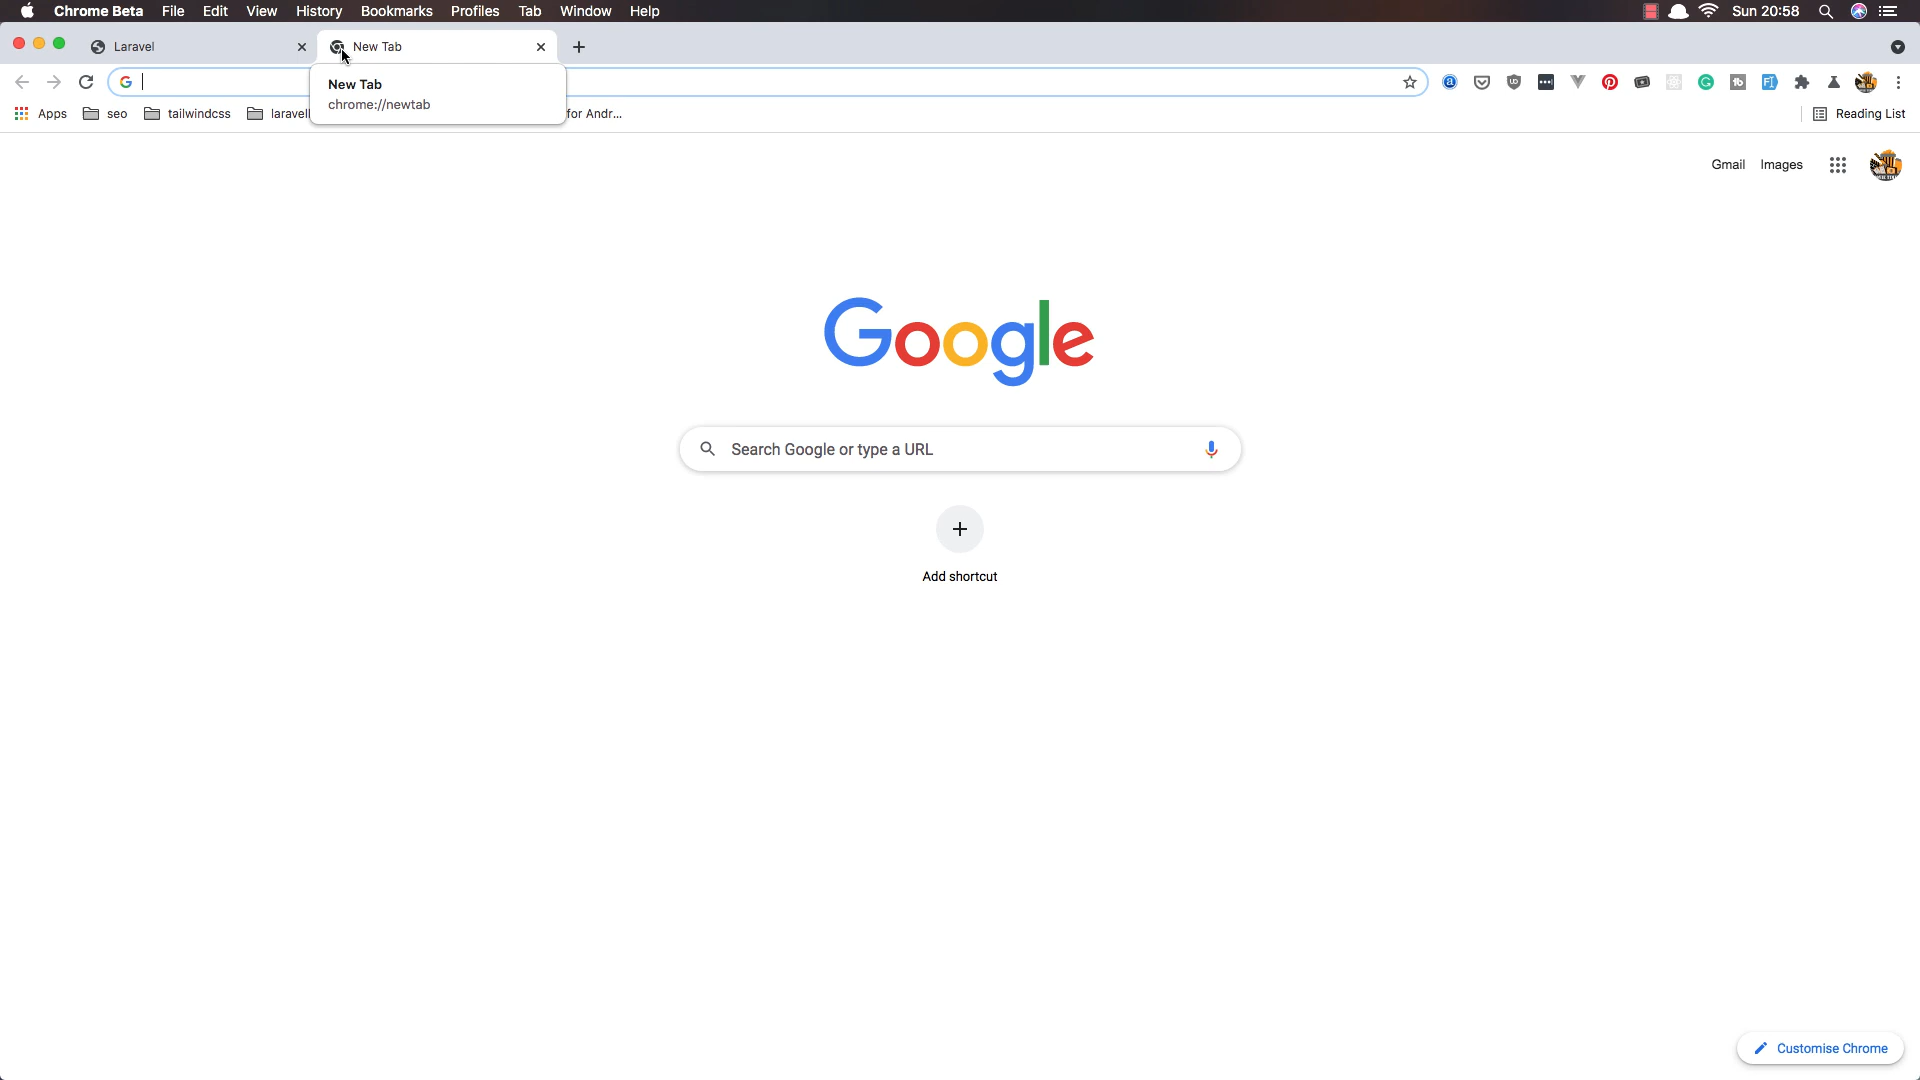 Chrome Beta File Edit View History Bookmarks Profiles Tab Window Help Sun 20:58
Laravel New Tab
New Tab
chrome://newtab
Apps seo tailwindcss laravel for Andr... Reading List
Gmail Images
Google
Search Google or type a URL
Add shortcut
Customise Chrome